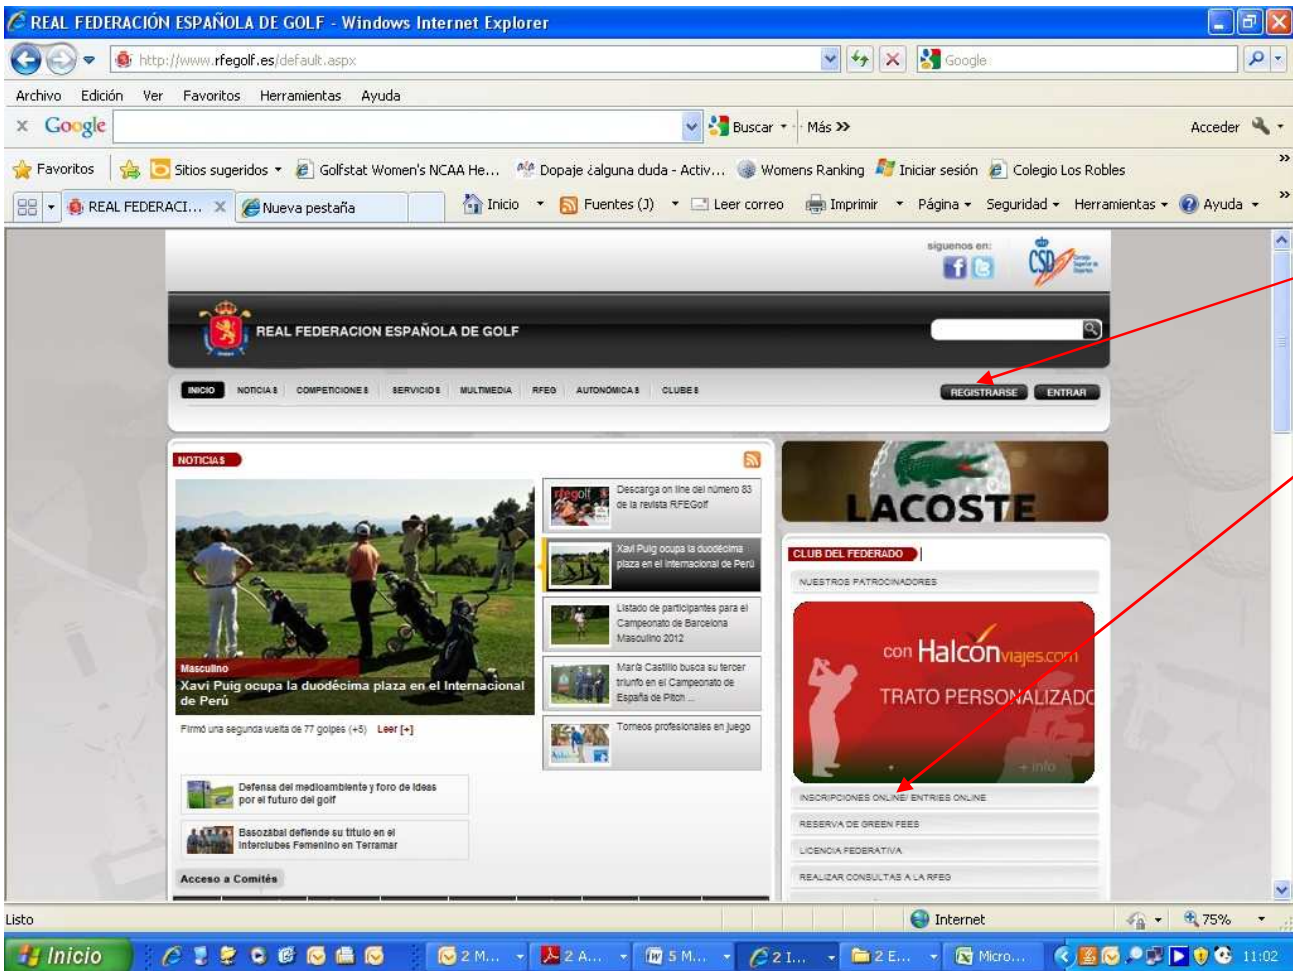 REAL FEDERACIÓN ESPAÑOLA DE GOLF - Windows Internet Explorer
http://www.rfegolf.es/default.aspx
Google
Archivo Edición Ver Favoritos Herramientas Ayuda
x Google Buscar Más >> Acceder
Favoritos Sitios sugeridos Golfstat Women's NCAA He... Dopaje ¿alguna duda - Activ... Womens Ranking Iniciar sesión Colegio Los Robles
REAL FEDERACI... Nueva pestaña Inicio Fuentes (J) Leer correo Imprimir Página Seguridad Herramientas Ayuda
siguenos en:
CSD
REAL FEDERACION ESPAÑOLA DE GOLF
INICIO NOTICIAS COMPETICIONES SERVICIOS MULTIMEDIA RFEG AUTONÓMICAS CLUBES
REGISTRARSE ENTRAR
NOTICIAS
Masculino
Xavi Puig ocupa la duodécima plaza en el Internacional
de Perú
Firmó una segunda vuelta de 77 golpes (+5) Leer [+]
rfegolf
Descarga on line del número 83
de la revista RFEGolf
Xavi Puig ocupa la duodécima
plaza en el Internacional de Perú
Listado de participantes para el
Campeonato de Barcelona
Masculino 2012
María Castillo busca su tercer
triunfo en el Campeonato de
España de Pitch ...
Torneos profesionales en juego
Defensa del medioambiente y foro de ideas
por el futuro del golf
Basozábal defiende su título en el
Interclubes Femenino en Terramar
Acceso a Comités
LACOSTE
CLUB DEL FEDERADO
NUESTROS PATROCINADORES
con Halcónviajes.com
TRATO PERSONALIZADO
+ info
INSCRIPCIONES ONLINE/ ENTRIES ONLINE
RESERVA DE GREEN FEES
LICENCIA FEDERATIVA
REALIZAR CONSULTAS A LA RFEG
Listo Internet 75%
Inicio 2 M... 2 A... 5 M... 2 I... 2 E... Micro... 11:02